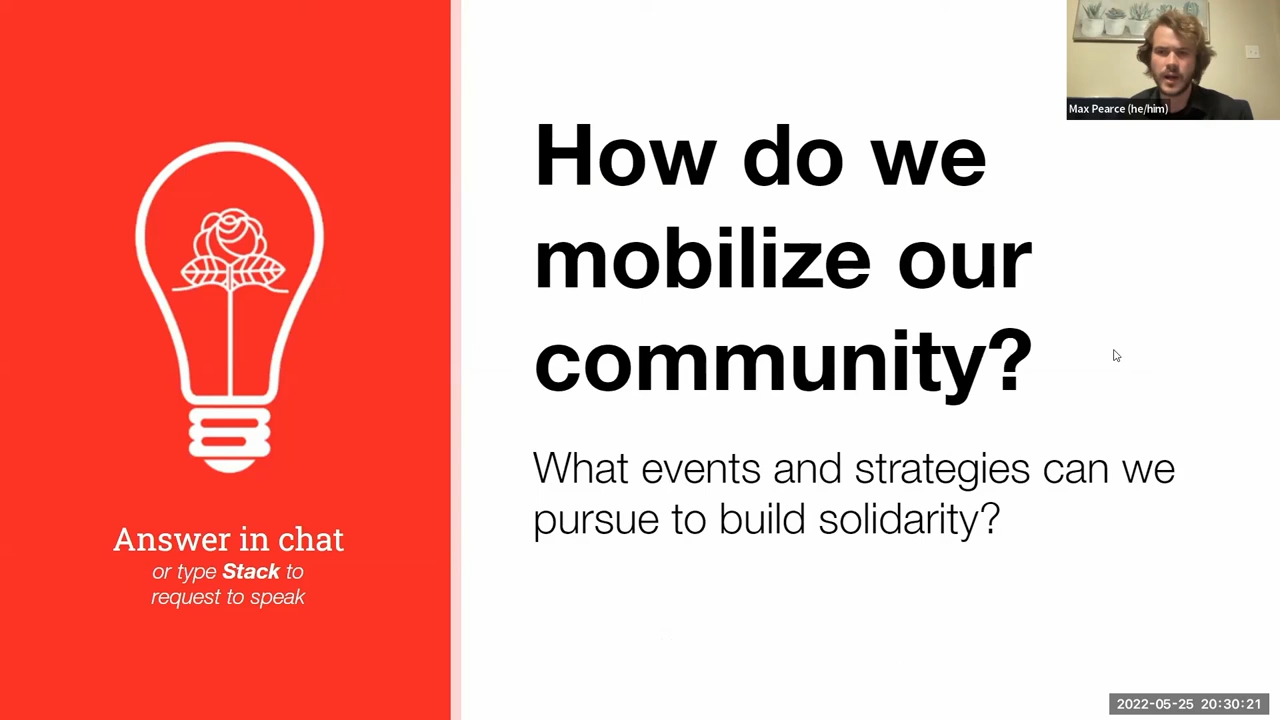 Max Pearce (he/him)
How do we
mobilize our
community?
What events and strategies can we
pursue to build solidarity?
Answer in chat
or type Stack to
request to speak
2022-05-25 20:30:21